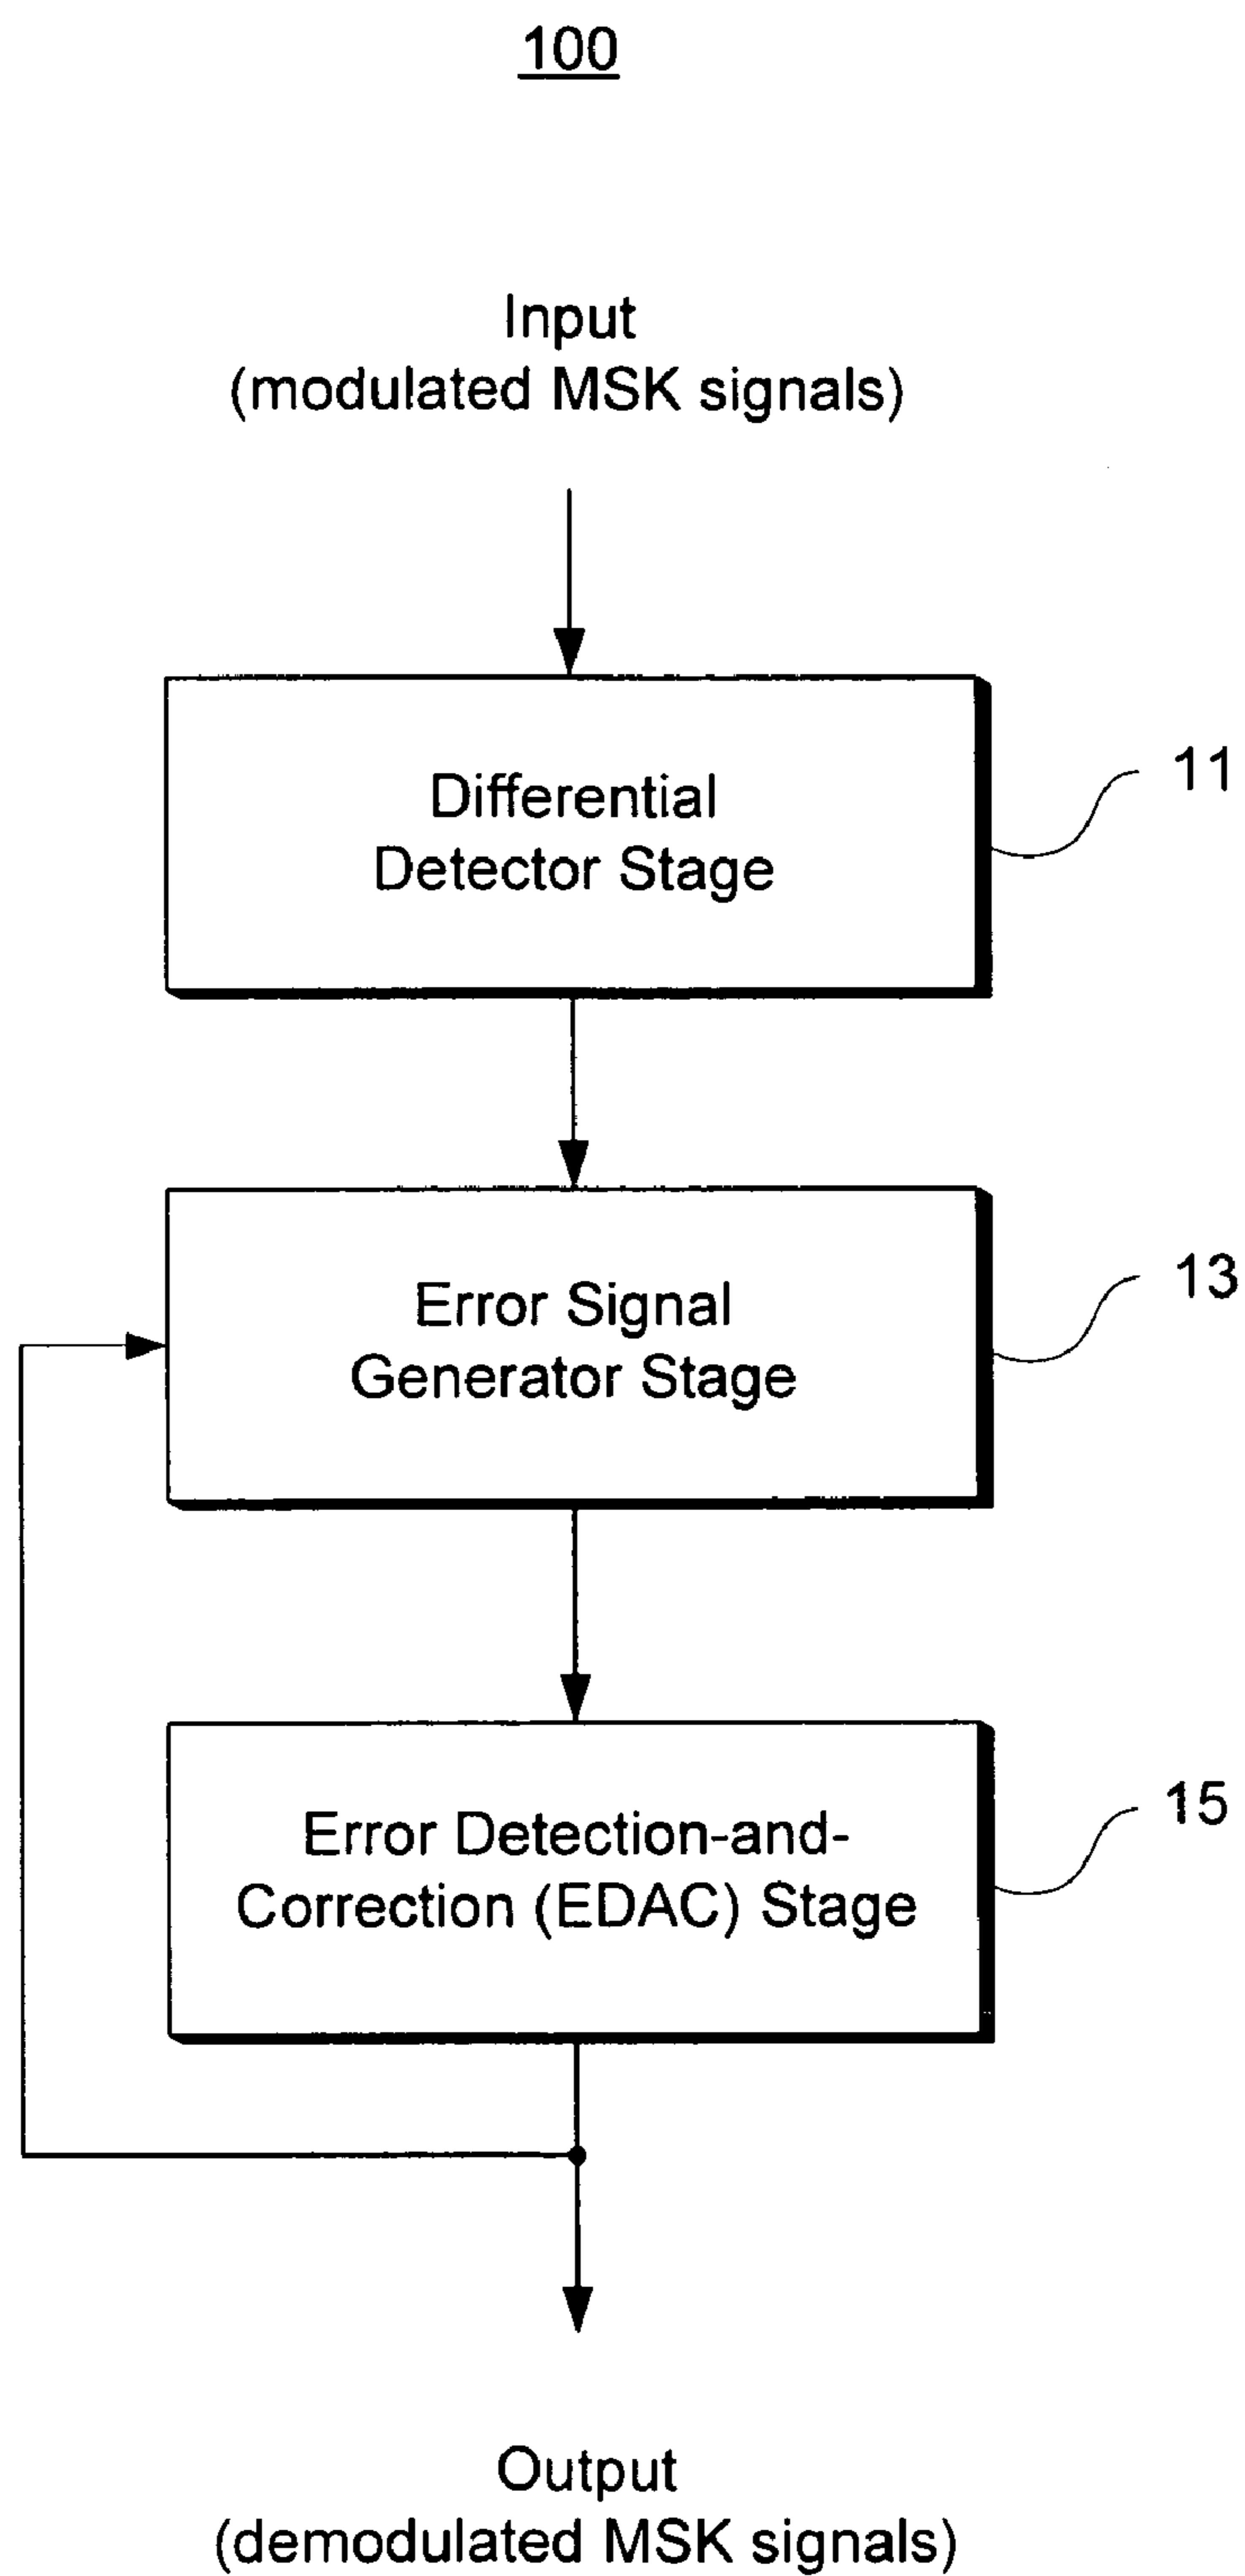 100
Input
(modulated MSK signals)
Differential
Detector Stage
11
Error Signal
Generator Stage
13
Error Detection-and-
Correction (EDAC) Stage
15
Output
(demodulated MSK signals)